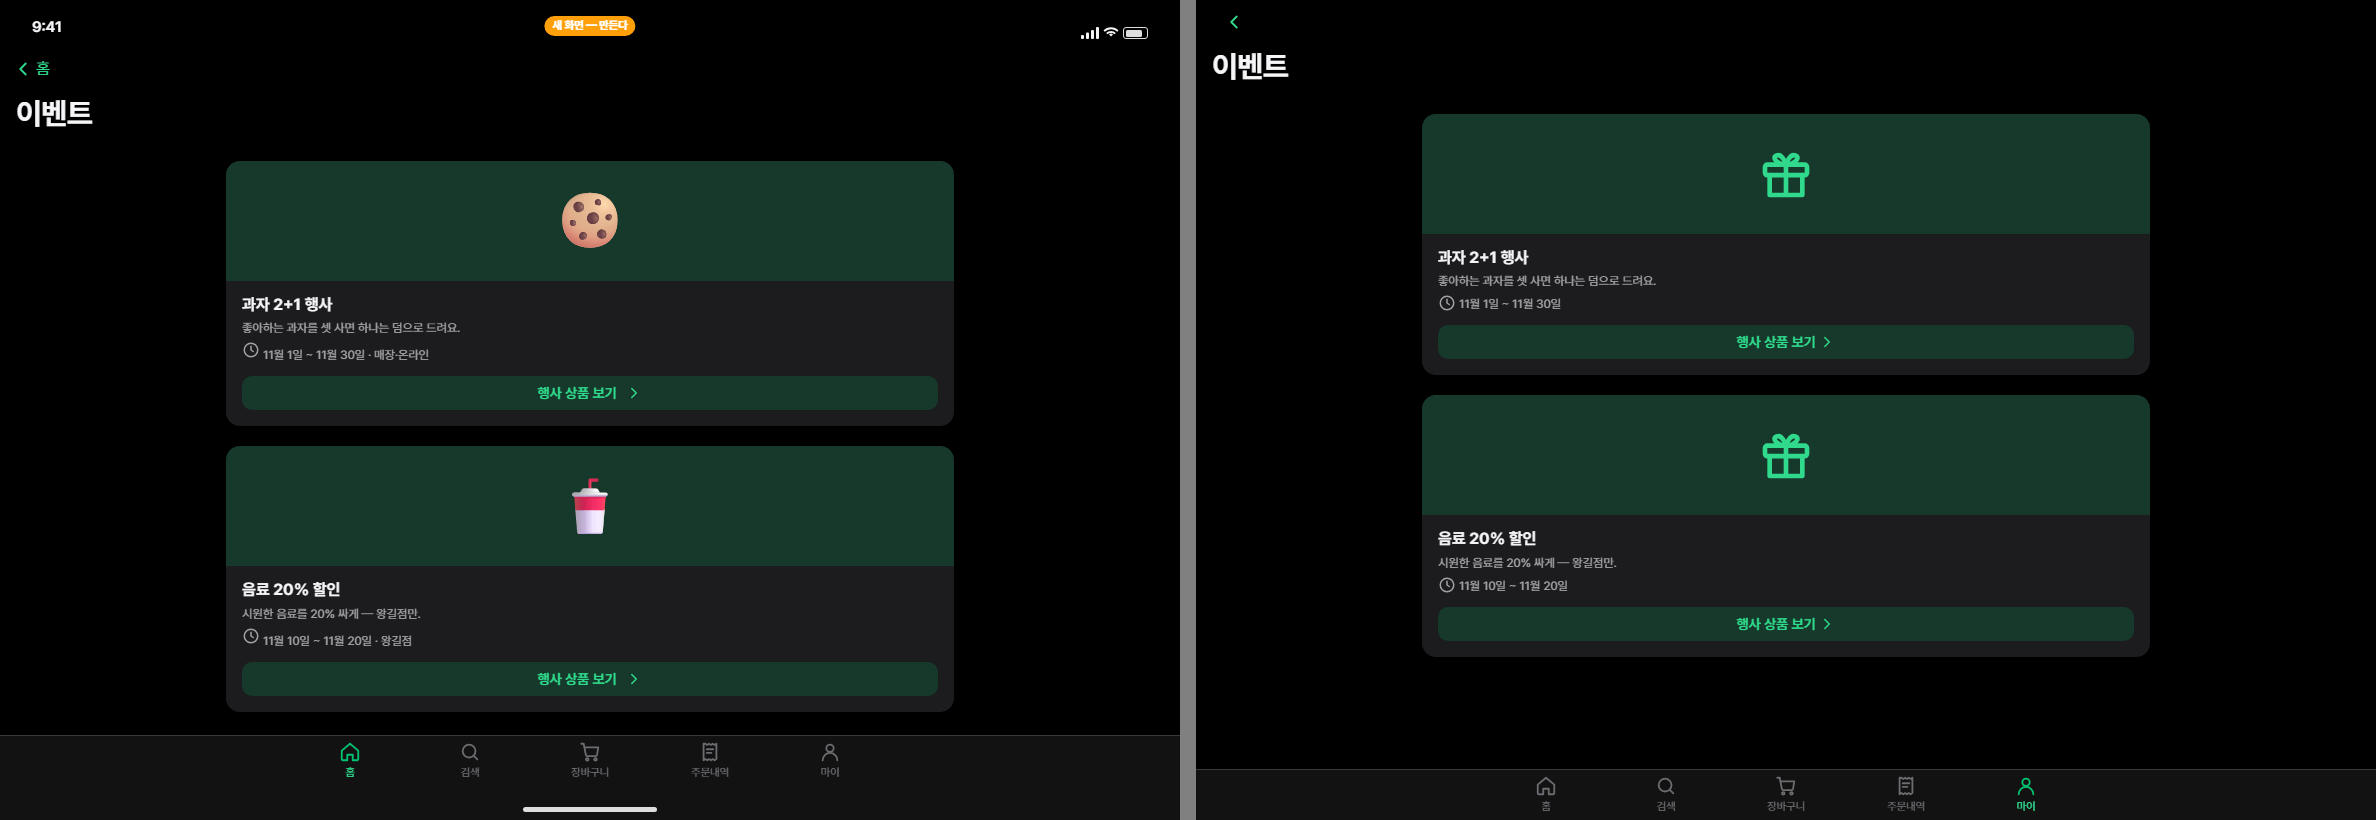 9:41
새 화면 — 만든다
홈
이벤트
과자 2+1 행사
좋아하는 과자를 셋 사면 하나는 덤으로 드려요.
11월 1일 ~ 11월 30일 · 매장·온라인
행사 상품 보기
음료 20% 할인
시원한 음료를 20% 싸게 — 왕길점만.
11월 10일 ~ 11월 20일 · 왕길점
행사 상품 보기
홈 검색 장바구니 주문내역 마이
이벤트
과자 2+1 행사
좋아하는 과자를 셋 사면 하나는 덤으로 드려요.
11월 1일 ~ 11월 30일
행사 상품 보기
음료 20% 할인
시원한 음료를 20% 싸게 — 왕길점만.
11월 10일 ~ 11월 20일
행사 상품 보기
홈 검색 장바구니 주문내역 마이